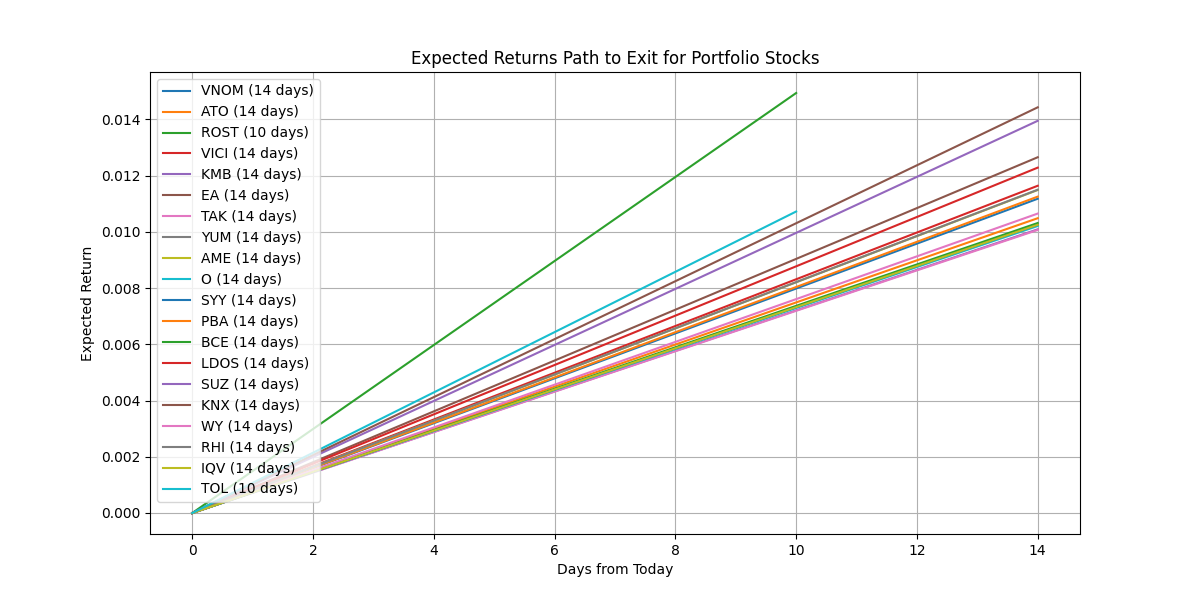 Expected Returns Path to Exit for Portfolio Stocks
VNOM (14 days)
ATO (14 days)
ROST (10 days)
VICI (14 days)
KMB (14 days)
EA (14 days)
TAK (14 days)
YUM (14 days)
AME (14 days)
O (14 days)
SYY (14 days)
PBA (14 days)
BCE (14 days)
LDOS (14 days)
SUZ (14 days)
KNX (14 days)
WY (14 days)
RHI (14 days)
IQV (14 days)
TOL (10 days)
0.014
0.012
0.010
0.008
0.006
0.004
0.002
0.000
Expected Return
0 2 4 6 8 10 12 14
Days from Today